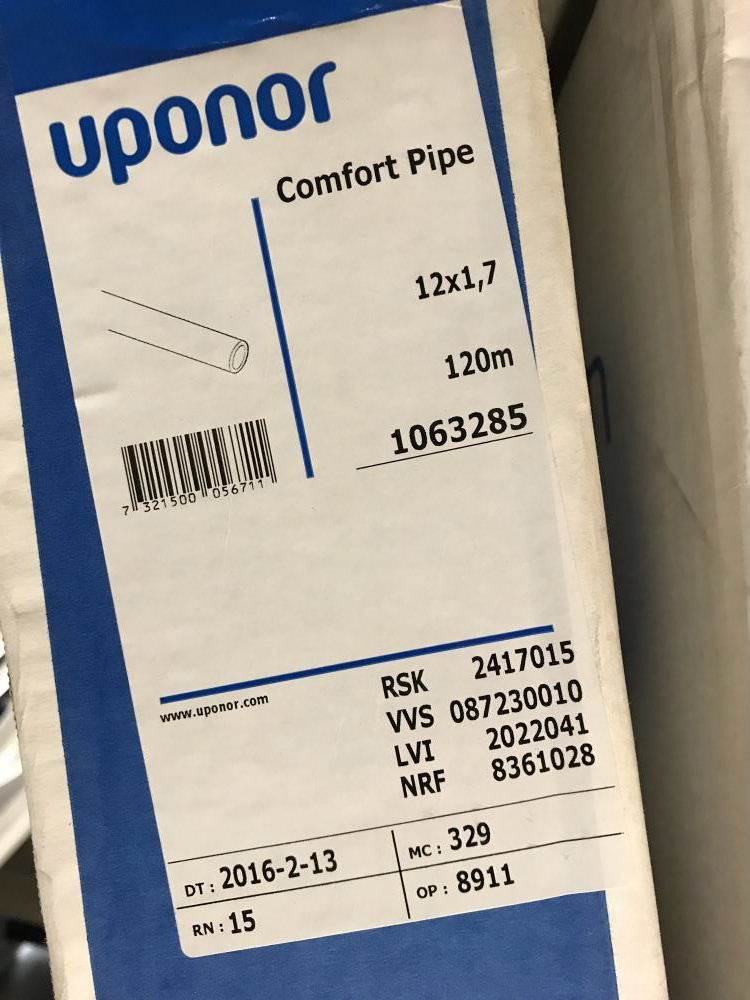 uponor
Comfort Pipe
12x1,7
120m
1063285
7 321500 056711
www.uponor.com
RSK 2417015
VVS 087230010
LVI 2022041
NRF 8361028
DT: 2016-2-13 MC: 329
RN: 15 OP: 8911